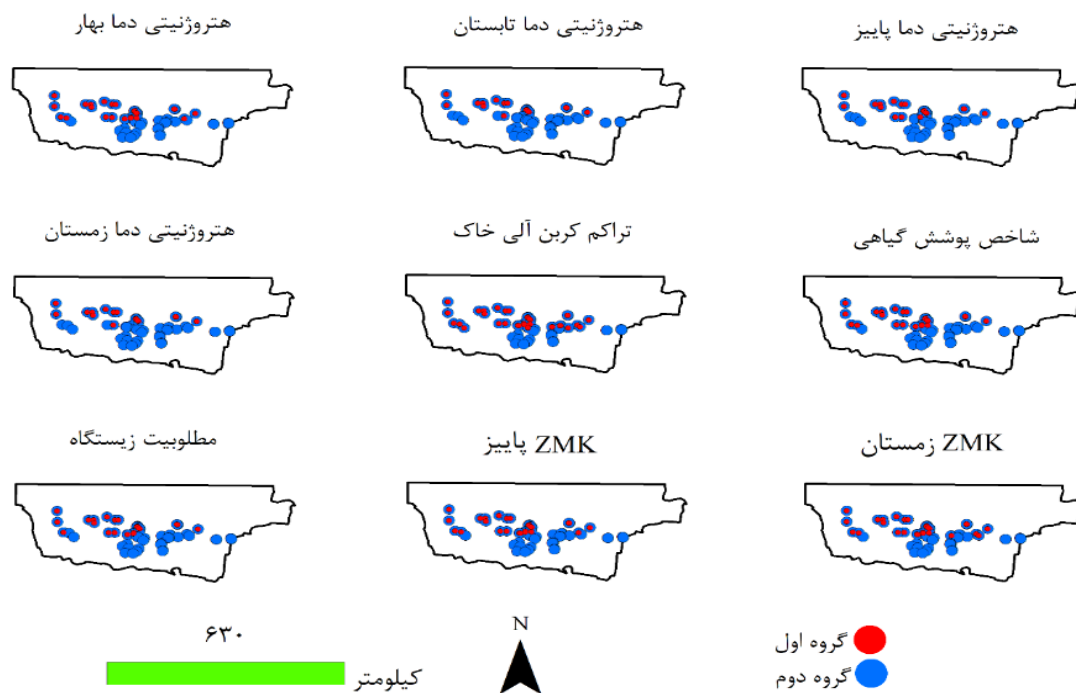 هتروژنیتی دما پاییز
هتروژنیتی دما تابستان
هتروژنیتی دما بهار
شاخص پوشش گیاهی
تراکم کربن آلی خاک
هتروژنیتی دما زمستان
ZMK زمستان
ZMK پاییز
مطلوبیت زیستگاه
گروه اول
گروه دوم
N
۶۳۰
کیلومتر